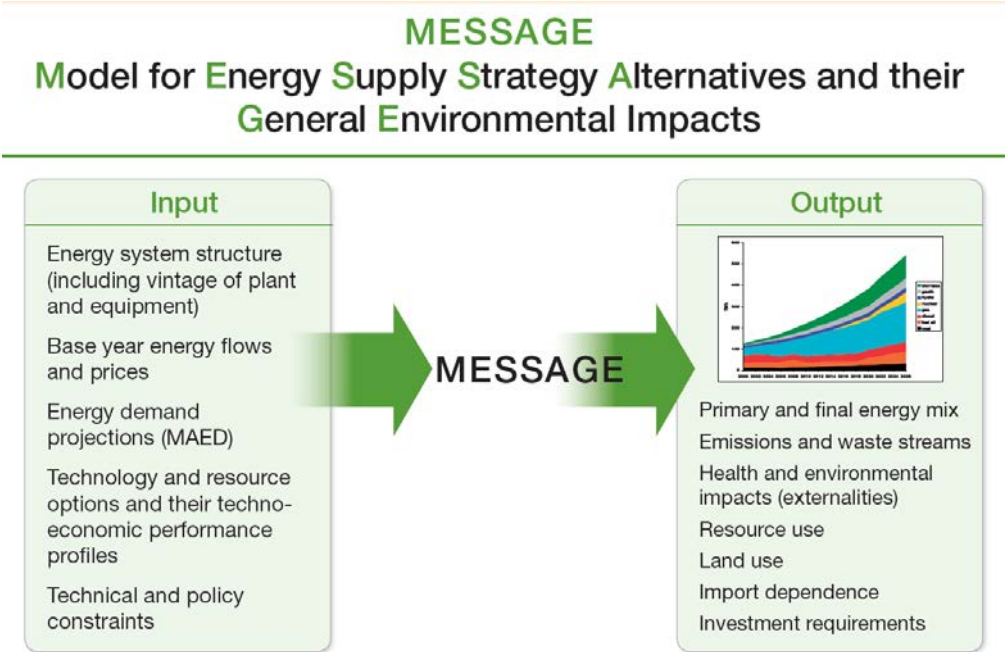 MESSAGE
Model for Energy Supply Strategy Alternatives and their
General Environmental Impacts
Input
Energy system structure
(including vintage of plant
and equipment)
Base year energy flows
and prices
Energy demand
projections (MAED)
Technology and resource
options and their techno-
economic performance
profiles
Technical and policy
constraints
MESSAGE
Output
Primary and final energy mix
Emissions and waste streams
Health and environmental
impacts (externalities)
Resource use
Land use
Import dependence
Investment requirements